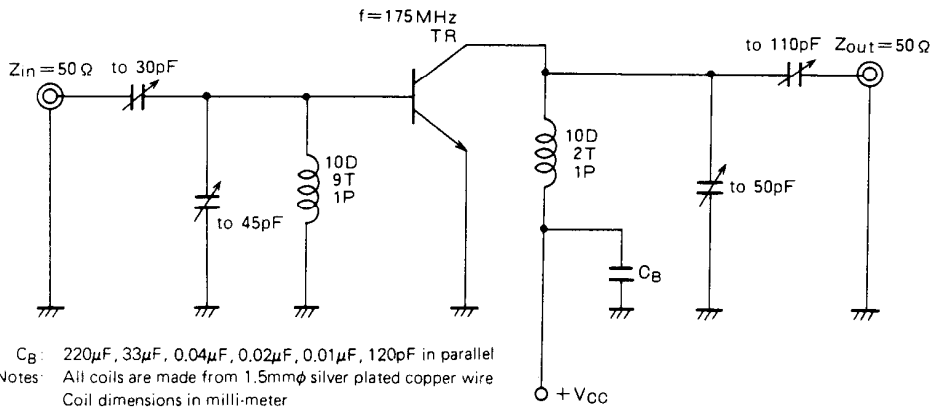 f=175MHz
TR
Zin=50Ω
to 30pF
to 110pF
Zout=50Ω
10D
9T
1P
10D
2T
1P
to 45pF
to 50pF
CB
CB: 220μF, 33μF, 0.04μF, 0.02μF, 0.01μF, 120pF in parallel
Notes: All coils are made from 1.5mmφ silver plated copper wire
Coil dimensions in milli-meter
+VCC